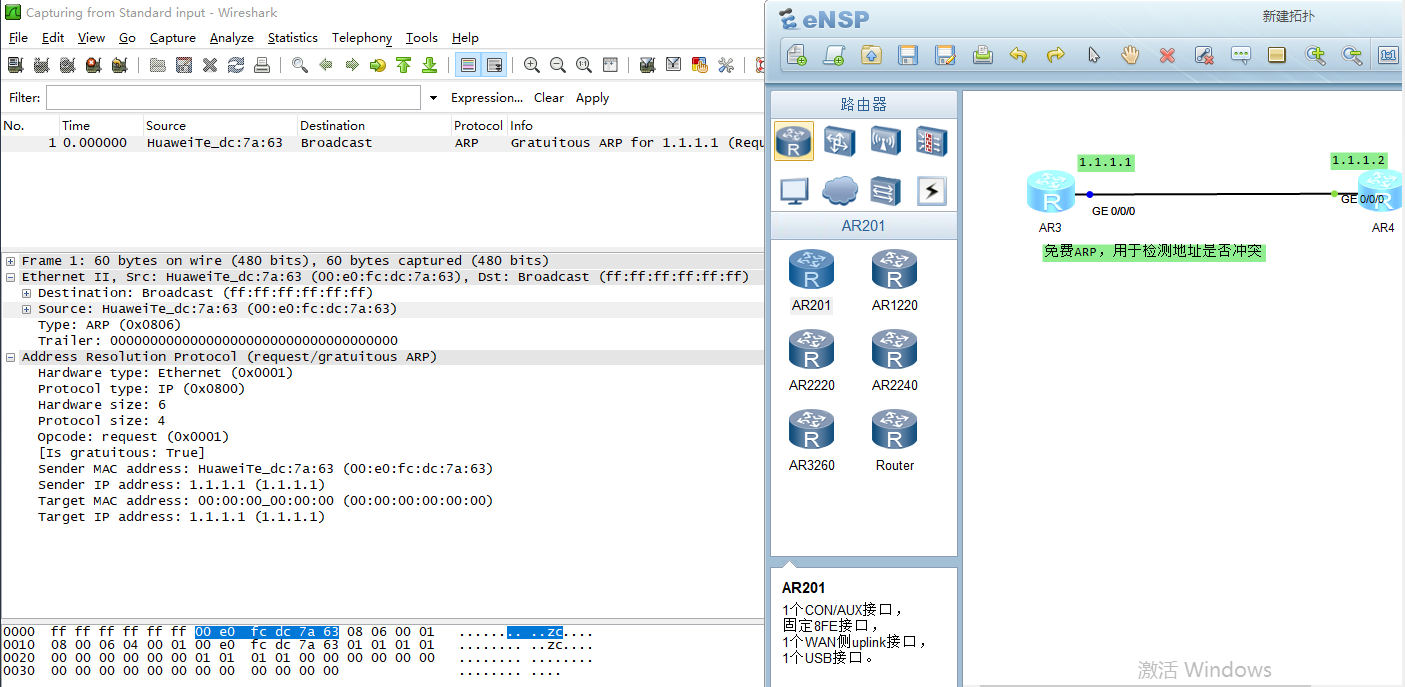 Capturing from Standard input - Wireshark
File Edit View Go Capture Analyze Statistics Telephony Tools Help
Filter: Expression... Clear Apply
No. Time Source Destination Protocol Info
1 0.000000 HuaweiTe_dc:7a:63 Broadcast ARP Gratuitous ARP for 1.1.1.1 (Requ
Frame 1: 60 bytes on wire (480 bits), 60 bytes captured (480 bits)
Ethernet II, Src: HuaweiTe_dc:7a:63 (00:e0:fc:dc:7a:63), Dst: Broadcast (ff:ff:ff:ff:ff:ff)
Destination: Broadcast (ff:ff:ff:ff:ff:ff)
Source: HuaweiTe_dc:7a:63 (00:e0:fc:dc:7a:63)
Type: ARP (0x0806)
Trailer: 000000000000000000000000000000000000
Address Resolution Protocol (request/gratuitous ARP)
Hardware type: Ethernet (0x0001)
Protocol type: IP (0x0800)
Hardware size: 6
Protocol size: 4
Opcode: request (0x0001)
[Is gratuitous: True]
Sender MAC address: HuaweiTe_dc:7a:63 (00:e0:fc:dc:7a:63)
Sender IP address: 1.1.1.1 (1.1.1.1)
Target MAC address: 00:00:00_00:00:00 (00:00:00:00:00:00)
Target IP address: 1.1.1.1 (1.1.1.1)
0000 ff ff ff ff ff ff 00 e0 fc dc 7a 63 08 06 00 01 ........ ..zc....
0010 08 00 06 04 00 01 00 e0 fc dc 7a 63 01 01 01 01 ........ ..zc....
0020 00 00 00 00 00 00 01 01 01 01 00 00 00 00 00 00 ........ ........
0030 00 00 00 00 00 00 00 00 00 00 00 00 ........ ....
eNSP
新建拓扑
1:1
路由器
AR201
AR201 AR1220
AR2220 AR2240
AR3260 Router
AR201
1个CON/AUX接口，
固定8FE接口，
1个WAN侧uplink接口，
1个USB接口。
1.1.1.1
1.1.1.2
R
R
GE 0/0/0
GE 0/0/0
AR3
AR4
免费ARP，用于检测地址是否冲突
激活 Windows